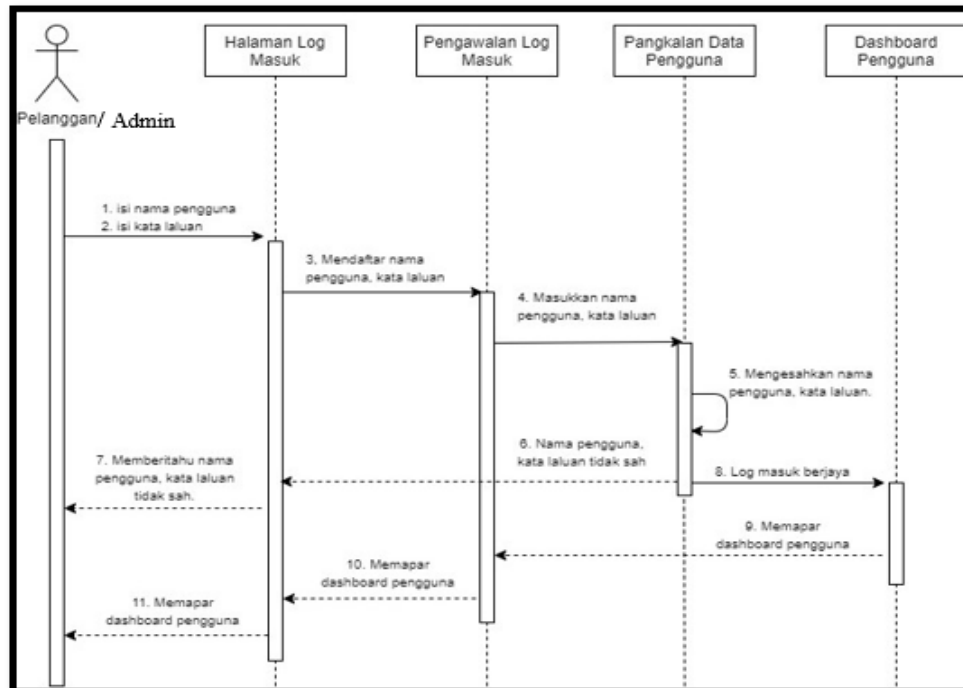 Halaman Log
Masuk
Pengawalan Log
Masuk
Pangkalan Data
Pengguna
Dashboard
Pengguna
Pelanggan/ Admin
1. isi nama pengguna
2. isi kata laluan
3. Mendaftar nama
pengguna, kata laluan
4. Masukkan nama
pengguna, kata laluan
5. Mengesahkan nama
pengguna, kata laluan.
6. Nama pengguna,
kata laluan tidak sah
7. Memberitahu nama
pengguna, kata laluan
tidak sah.
8. Log masuk berjaya
9. Memapar
dashboard pengguna
10. Memapar
dashboard pengguna
11. Memapar
dashboard pengguna